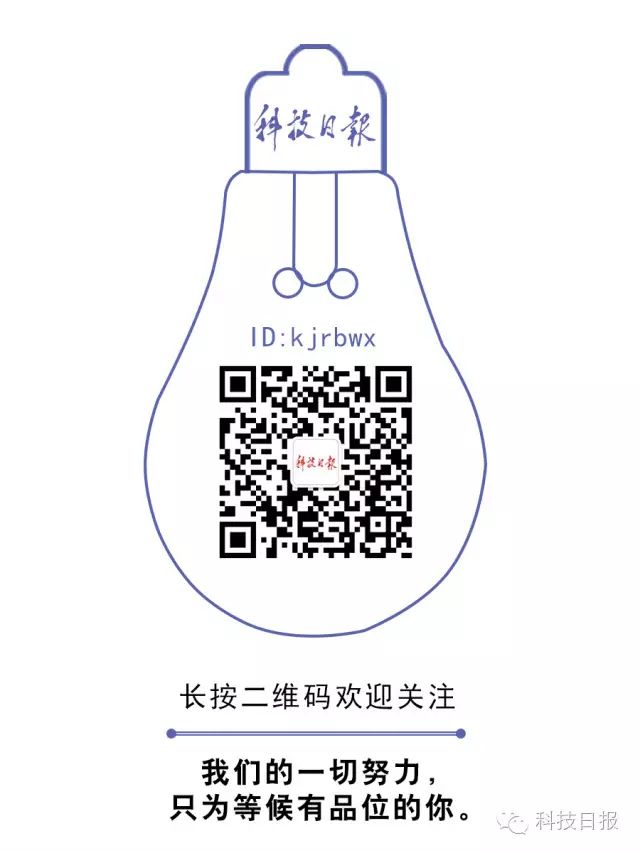 科技日報
ID:kjrbwx
科技日報
长按二维码欢迎关注
我们的一切努力，
只为等候有品位的你。
科技日报